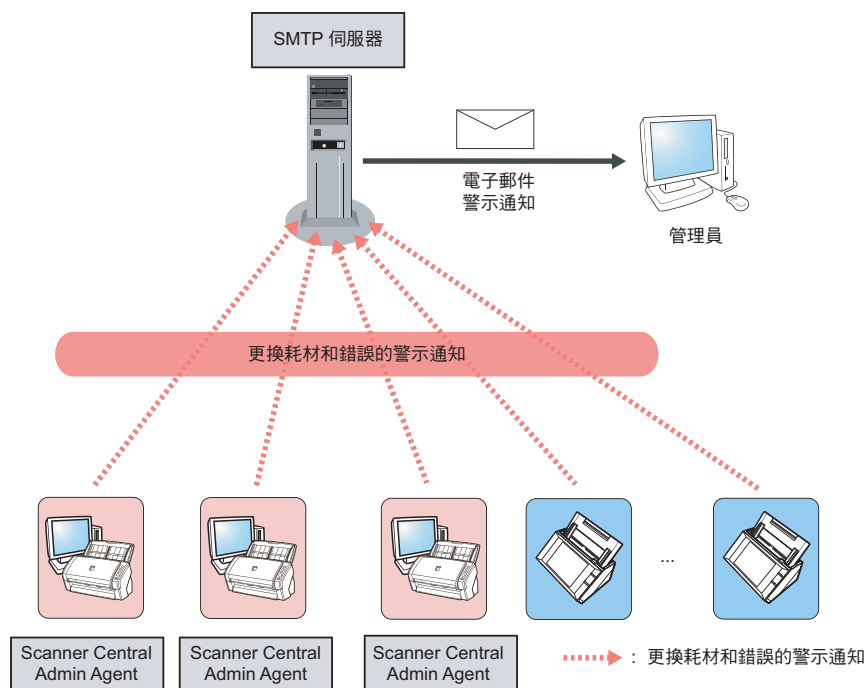 SMTP 伺服器
電子郵件
警示通知
管理員
更換耗材和錯誤的警示通知
...
Scanner Central
Admin Agent
Scanner Central
Admin Agent
Scanner Central
Admin Agent
： 更換耗材和錯誤的警示通知